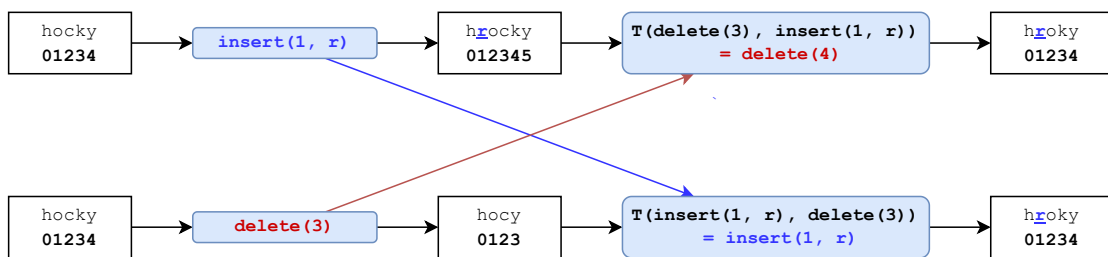 hocky
01234
insert(1, r)
hrocky
012345
T(delete(3), insert(1, r))
= delete(4)
hroky
01234
`
hocky
01234
delete(3)
hocy
0123
T(insert(1, r), delete(3))
= insert(1, r)
hroky
01234